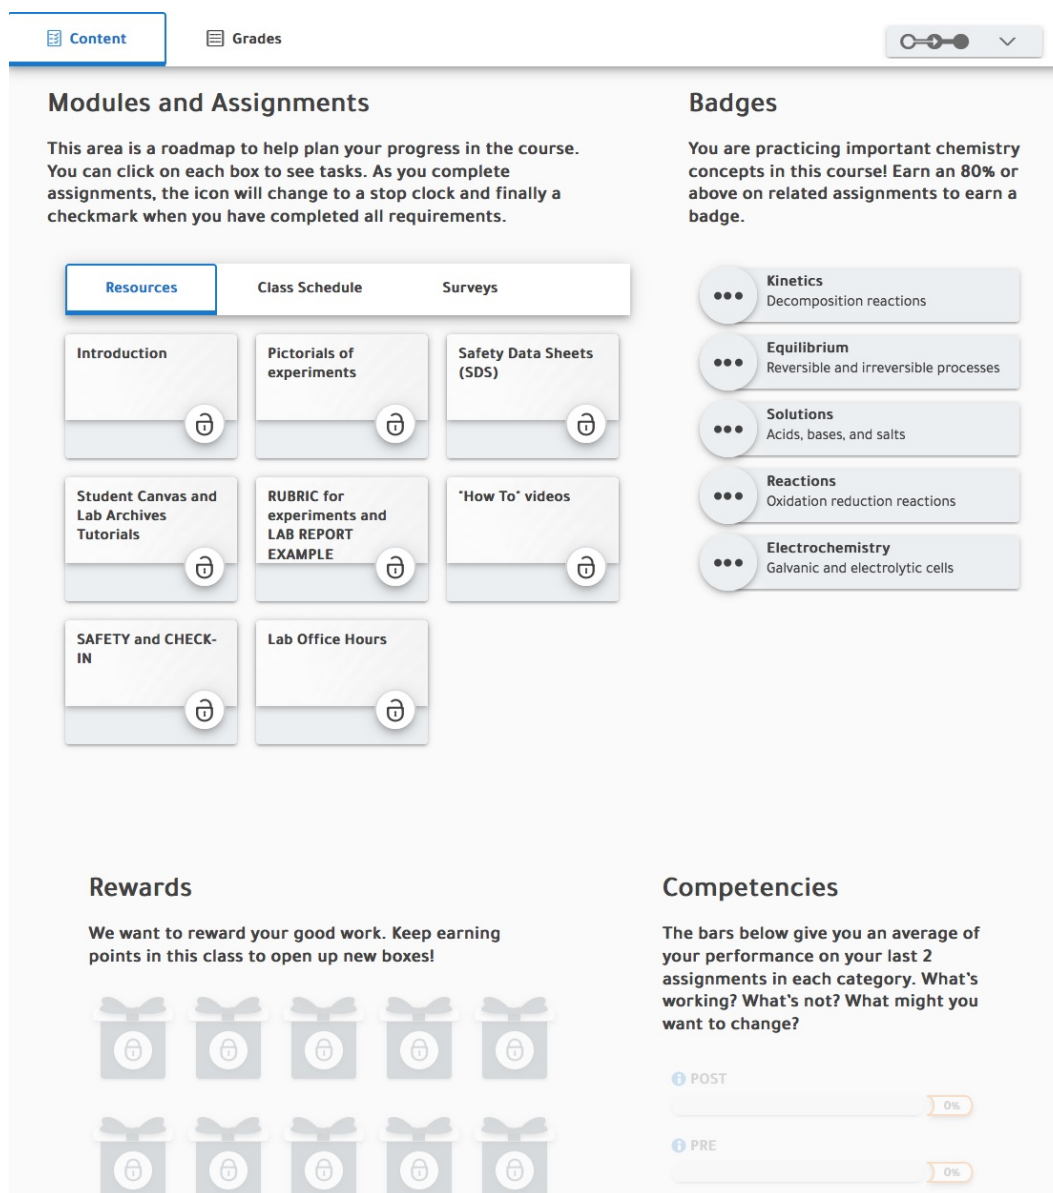 Content
Grades
Modules and Assignments
This area is a roadmap to help plan your progress in the course.
You can click on each box to see tasks. As you complete
assignments, the icon will change to a stop clock and finally a
checkmark when you have completed all requirements.
Resources
Class Schedule
Surveys
Introduction
Pictorials of
experiments
Safety Data Sheets
(SDS)
Student Canvas and
Lab Archives
Tutorials
RUBRIC for
experiments and
LAB REPORT
EXAMPLE
"How To" videos
SAFETY and CHECK-
IN
Lab Office Hours
Badges
You are practicing important chemistry
concepts in this course! Earn an 80% or
above on related assignments to earn a
badge.
Kinetics
Decomposition reactions
Equilibrium
Reversible and irreversible processes
Solutions
Acids, bases, and salts
Reactions
Oxidation reduction reactions
Electrochemistry
Galvanic and electrolytic cells
Rewards
We want to reward your good work. Keep earning
points in this class to open up new boxes!
Competencies
The bars below give you an average of
your performance on your last 2
assignments in each category. What's
working? What's not? What might you
want to change?
POST
0%
PRE
0%